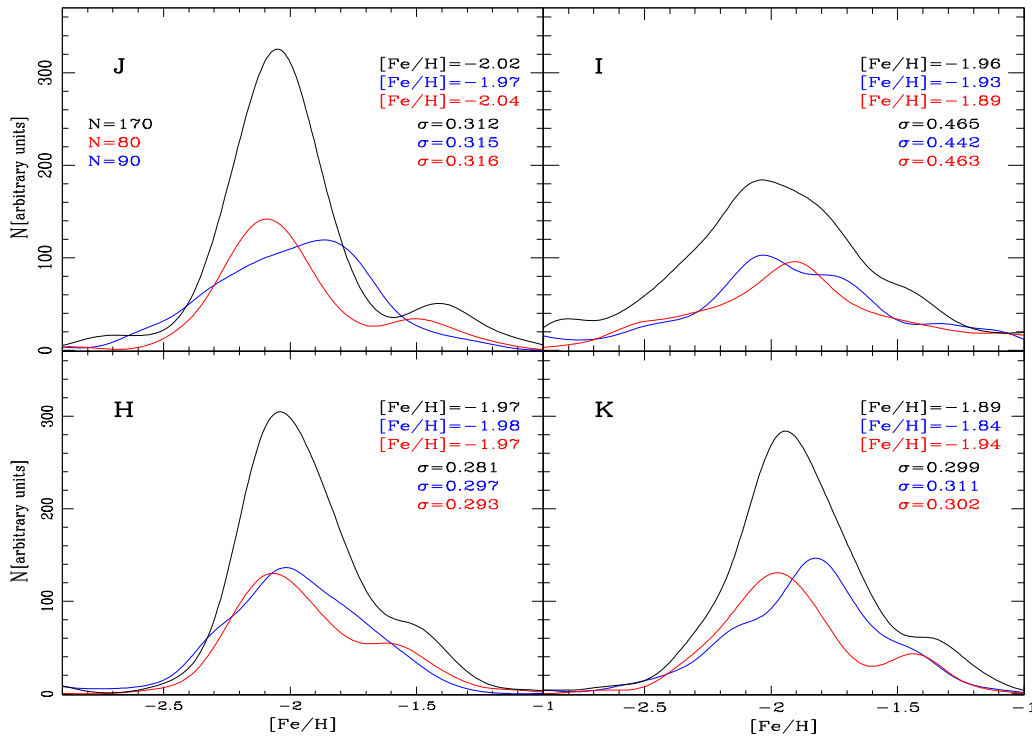 J
[Fe/H]=−2.02
[Fe/H]=−1.97
[Fe/H]=−2.04
N=170
N=80
N=90
σ=0.312
σ=0.315
σ=0.316
N[arbitrary units]
300
200
100
0
I
[Fe/H]=−1.96
[Fe/H]=−1.93
[Fe/H]=−1.89
σ=0.465
σ=0.442
σ=0.463
H
[Fe/H]=−1.97
[Fe/H]=−1.98
[Fe/H]=−1.97
σ=0.281
σ=0.297
σ=0.293
N[arbitrary units]
300
200
100
0
−2.5
−2
−1.5
−1
[Fe/H]
K
[Fe/H]=−1.89
[Fe/H]=−1.84
[Fe/H]=−1.94
σ=0.299
σ=0.311
σ=0.302
−2.5
−2
−1.5
−1
[Fe/H]